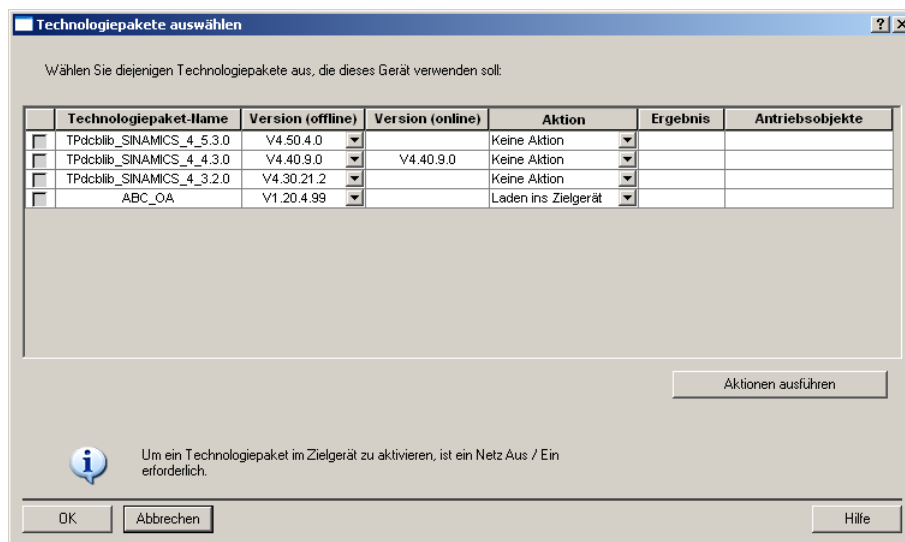 Technologiepakete auswählen
Wählen Sie diejenigen Technologiepakete aus, die dieses Gerät verwenden soll:
Technologiepaket-Name Version (offline) Version (online) Aktion Ergebnis Antriebsobjekte
TPdcblib_SINAMICS_4_5.3.0 V4.50.4.0 Keine Aktion
TPdcblib_SINAMICS_4_4.3.0 V4.40.9.0 V4.40.9.0 Keine Aktion
TPdcblib_SINAMICS_4_3.2.0 V4.30.21.2 Keine Aktion
ABC_OA V1.20.4.99 Laden ins Zielgerät
Aktionen ausführen
Um ein Technologiepaket im Zielgerät zu aktivieren, ist ein Netz Aus / Ein
erforderlich.
OK Abbrechen Hilfe